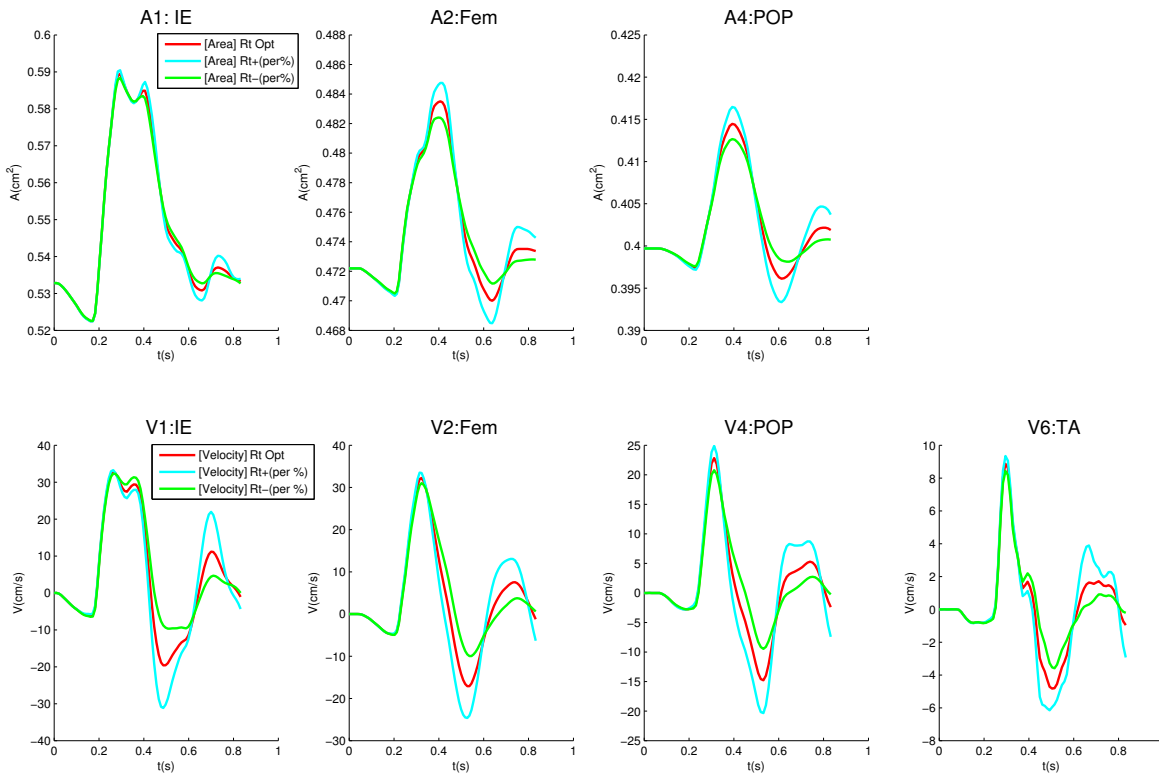 A1: IE
A2:Fem
A4:POP
[Area] Rt Opt
[Area] Rt+(per%)
[Area] Rt−(per%)
A(cm²)
0.6
0.59
0.58
0.57
0.56
0.55
0.54
0.53
0.52
0 0.2 0.4 0.6 0.8 1
t(s)
A(cm²)
0.488
0.486
0.484
0.482
0.48
0.478
0.476
0.474
0.472
0.47
0.468
0 0.2 0.4 0.6 0.8 1
t(s)
A(cm²)
0.425
0.42
0.415
0.41
0.405
0.4
0.395
0.39
0 0.2 0.4 0.6 0.8 1
t(s)
V1:IE
V2:Fem
V4:POP
V6:TA
[Velocity] Rt Opt
[Velocity] Rt+(per %)
[Velocity] Rt−(per %)
V(cm/s)
40
30
20
10
0
−10
−20
−30
−40
0 0.2 0.4 0.6 0.8 1
t(s)
V(cm/s)
40
30
20
10
0
−10
−20
−30
0 0.2 0.4 0.6 0.8 1
t(s)
V(cm/s)
25
20
15
10
5
0
−5
−10
−15
−20
−25
0 0.2 0.4 0.6 0.8 1
t(s)
V(cm/s)
10
8
6
4
2
0
−2
−4
−6
−8
0 0.2 0.4 0.6 0.8
t(s)